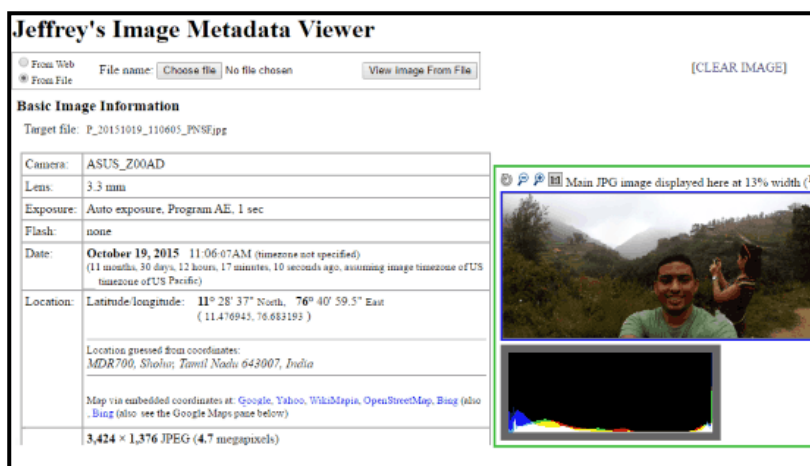 Jeffrey's Image Metadata Viewer
From Web
From File
File name: Choose file No file chosen
View Image From File
[CLEAR IMAGE]
Basic Image Information
Target file: P_20151019_110605_PNSF.jpg
Camera: ASUS_Z00AD
Lens: 3.3 mm
Exposure: Auto exposure, Program AE, 1 sec
Flash: none
Date: October 19, 2015 11:06:07AM (timezone not specified)
(11 months, 30 days, 12 hours, 17 minutes, 10 seconds ago, assuming image timezone of US
timezone of US Pacific)
Location: Latitude/longitude: 11° 28' 37" North, 76° 40' 59.5" East
( 11.476945, 76.683193 )
Location guessed from coordinates:
MDR700, Sholur, Tamil Nadu 643007, India
Map via embedded coordinates at: Google, Yahoo, WikiMapia, OpenStreetMap, Bing (also
, Bing (also see the Google Maps pane below)
3,424 × 1,376 JPEG (4.7 megapixels)
Main JPG image displayed here at 13% width (